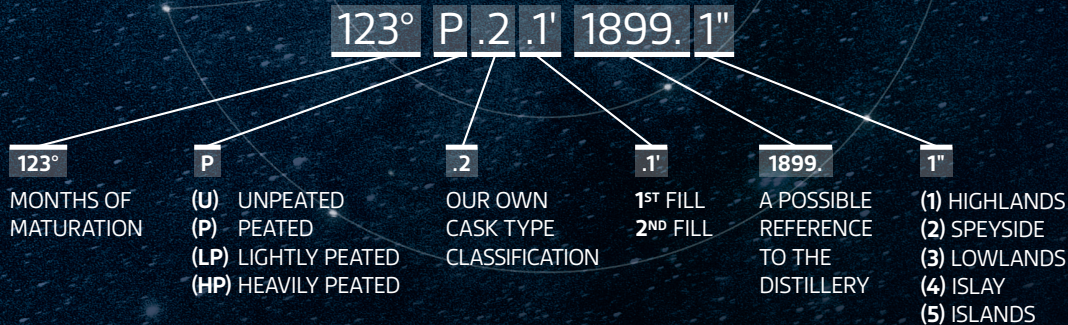 123° P .2 .1' 1899. 1"
123°
MONTHS OF
MATURATION
P
(U) UNPEATED
(P) PEATED
(LP) LIGHTLY PEATED
(HP) HEAVILY PEATED
.2
OUR OWN
CASK TYPE
CLASSIFICATION
.1'
1ST FILL
2ND FILL
1899.
A POSSIBLE
REFERENCE
TO THE
DISTILLERY
1"
(1) HIGHLANDS
(2) SPEYSIDE
(3) LOWLANDS
(4) ISLAY
(5) ISLANDS